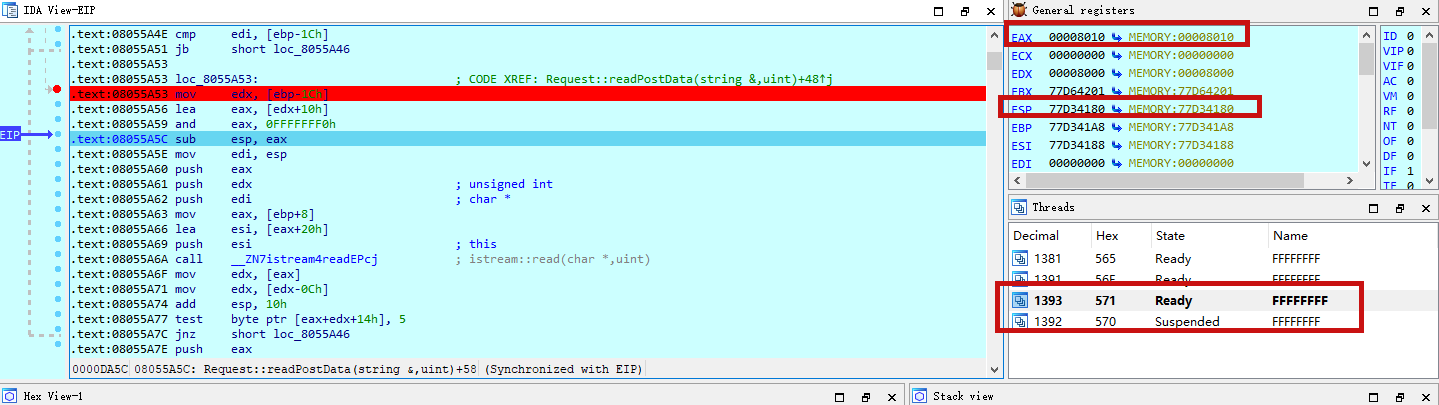 IDA View-EIP
.text:08055A4E cmp edi, [ebp-1Ch]
.text:08055A51 jb short loc_8055A46
.text:08055A53
.text:08055A53 loc_8055A53: ; CODE XREF: Request::readPostData(string &,uint)+48↑j
.text:08055A53 mov edx, [ebp-1Ch]
.text:08055A56 lea eax, [edx+10h]
.text:08055A59 and eax, 0FFFFFFF0h
EIP
.text:08055A5C sub esp, eax
.text:08055A5E mov edi, esp
.text:08055A60 push eax
.text:08055A61 push edx ; unsigned int
.text:08055A62 push edi ; char *
.text:08055A63 mov eax, [ebp+8]
.text:08055A66 lea esi, [eax+20h]
.text:08055A69 push esi ; this
.text:08055A6A call __ZN7istream4readEPcj ; istream::read(char *,uint)
.text:08055A6F mov edx, [eax]
.text:08055A71 mov edx, [edx-0Ch]
.text:08055A74 add esp, 10h
.text:08055A77 test byte ptr [eax+edx+14h], 5
.text:08055A7C jnz short loc_8055A46
.text:08055A7E push eax
0000DA5C 08055A5C: Request::readPostData(string &,uint)+58 (Synchronized with EIP)
General registers
EAX 00008010 MEMORY:00008010
ECX 00000000 MEMORY:00000000
EDX 00008000 MEMORY:00008000
EBX 77D64201 MEMORY:77D64201
ESP 77D34180 MEMORY:77D34180
EBP 77D341A8 MEMORY:77D341A8
ESI 77D34188 MEMORY:77D34188
EDI 00000000 MEMORY:00000000
ID 0
VIP 0
VIF 0
AC 0
VM 0
RF 0
NT 0
OF 0
DF 0
IF 1
TF 0
Threads
Decimal Hex State Name
1381 565 Ready FFFFFFFF
1391 56F Ready FFFFFFFF
1393 571 Ready FFFFFFFF
1392 570 Suspended FFFFFFFF
Hex View-1
Stack view